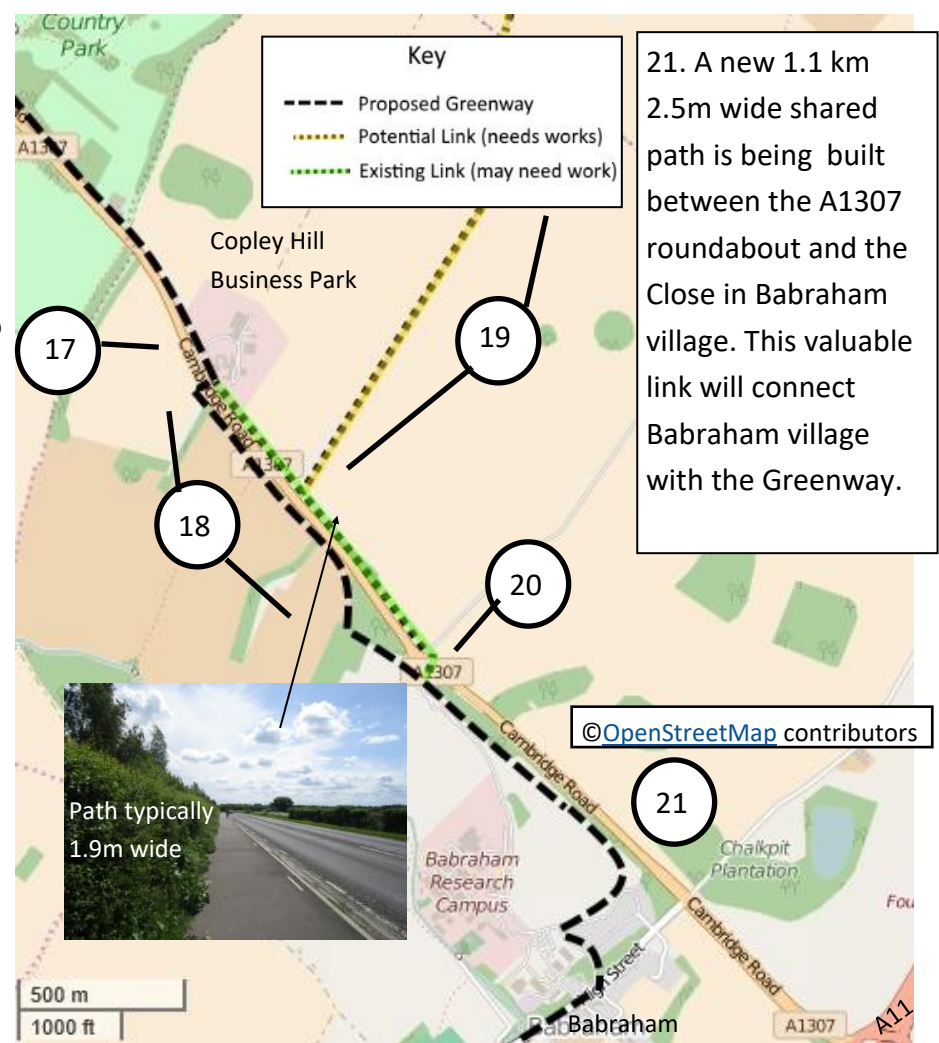 Country
Park
Key
Proposed Greenway
Potential Link (needs works)
Existing Link (may need work)
21. A new 1.1 km
2.5m wide shared
path is being built
between the A1307
roundabout and the
Close in Babraham
village. This valuable
link will connect
Babraham village
with the Greenway.
A1307
Copley Hill
Business Park
17
19
Cambridge Road
A1307
18
20
A1307
©OpenStreetMap contributors
Cambridge Road
Path typically
1.9m wide
21
Chalkpit
Plantation
Babraham
Research
Campus
Fou
Cambridge Road
High Street
500 m
1000 ft
Babraham
Babraham
A1307
A11